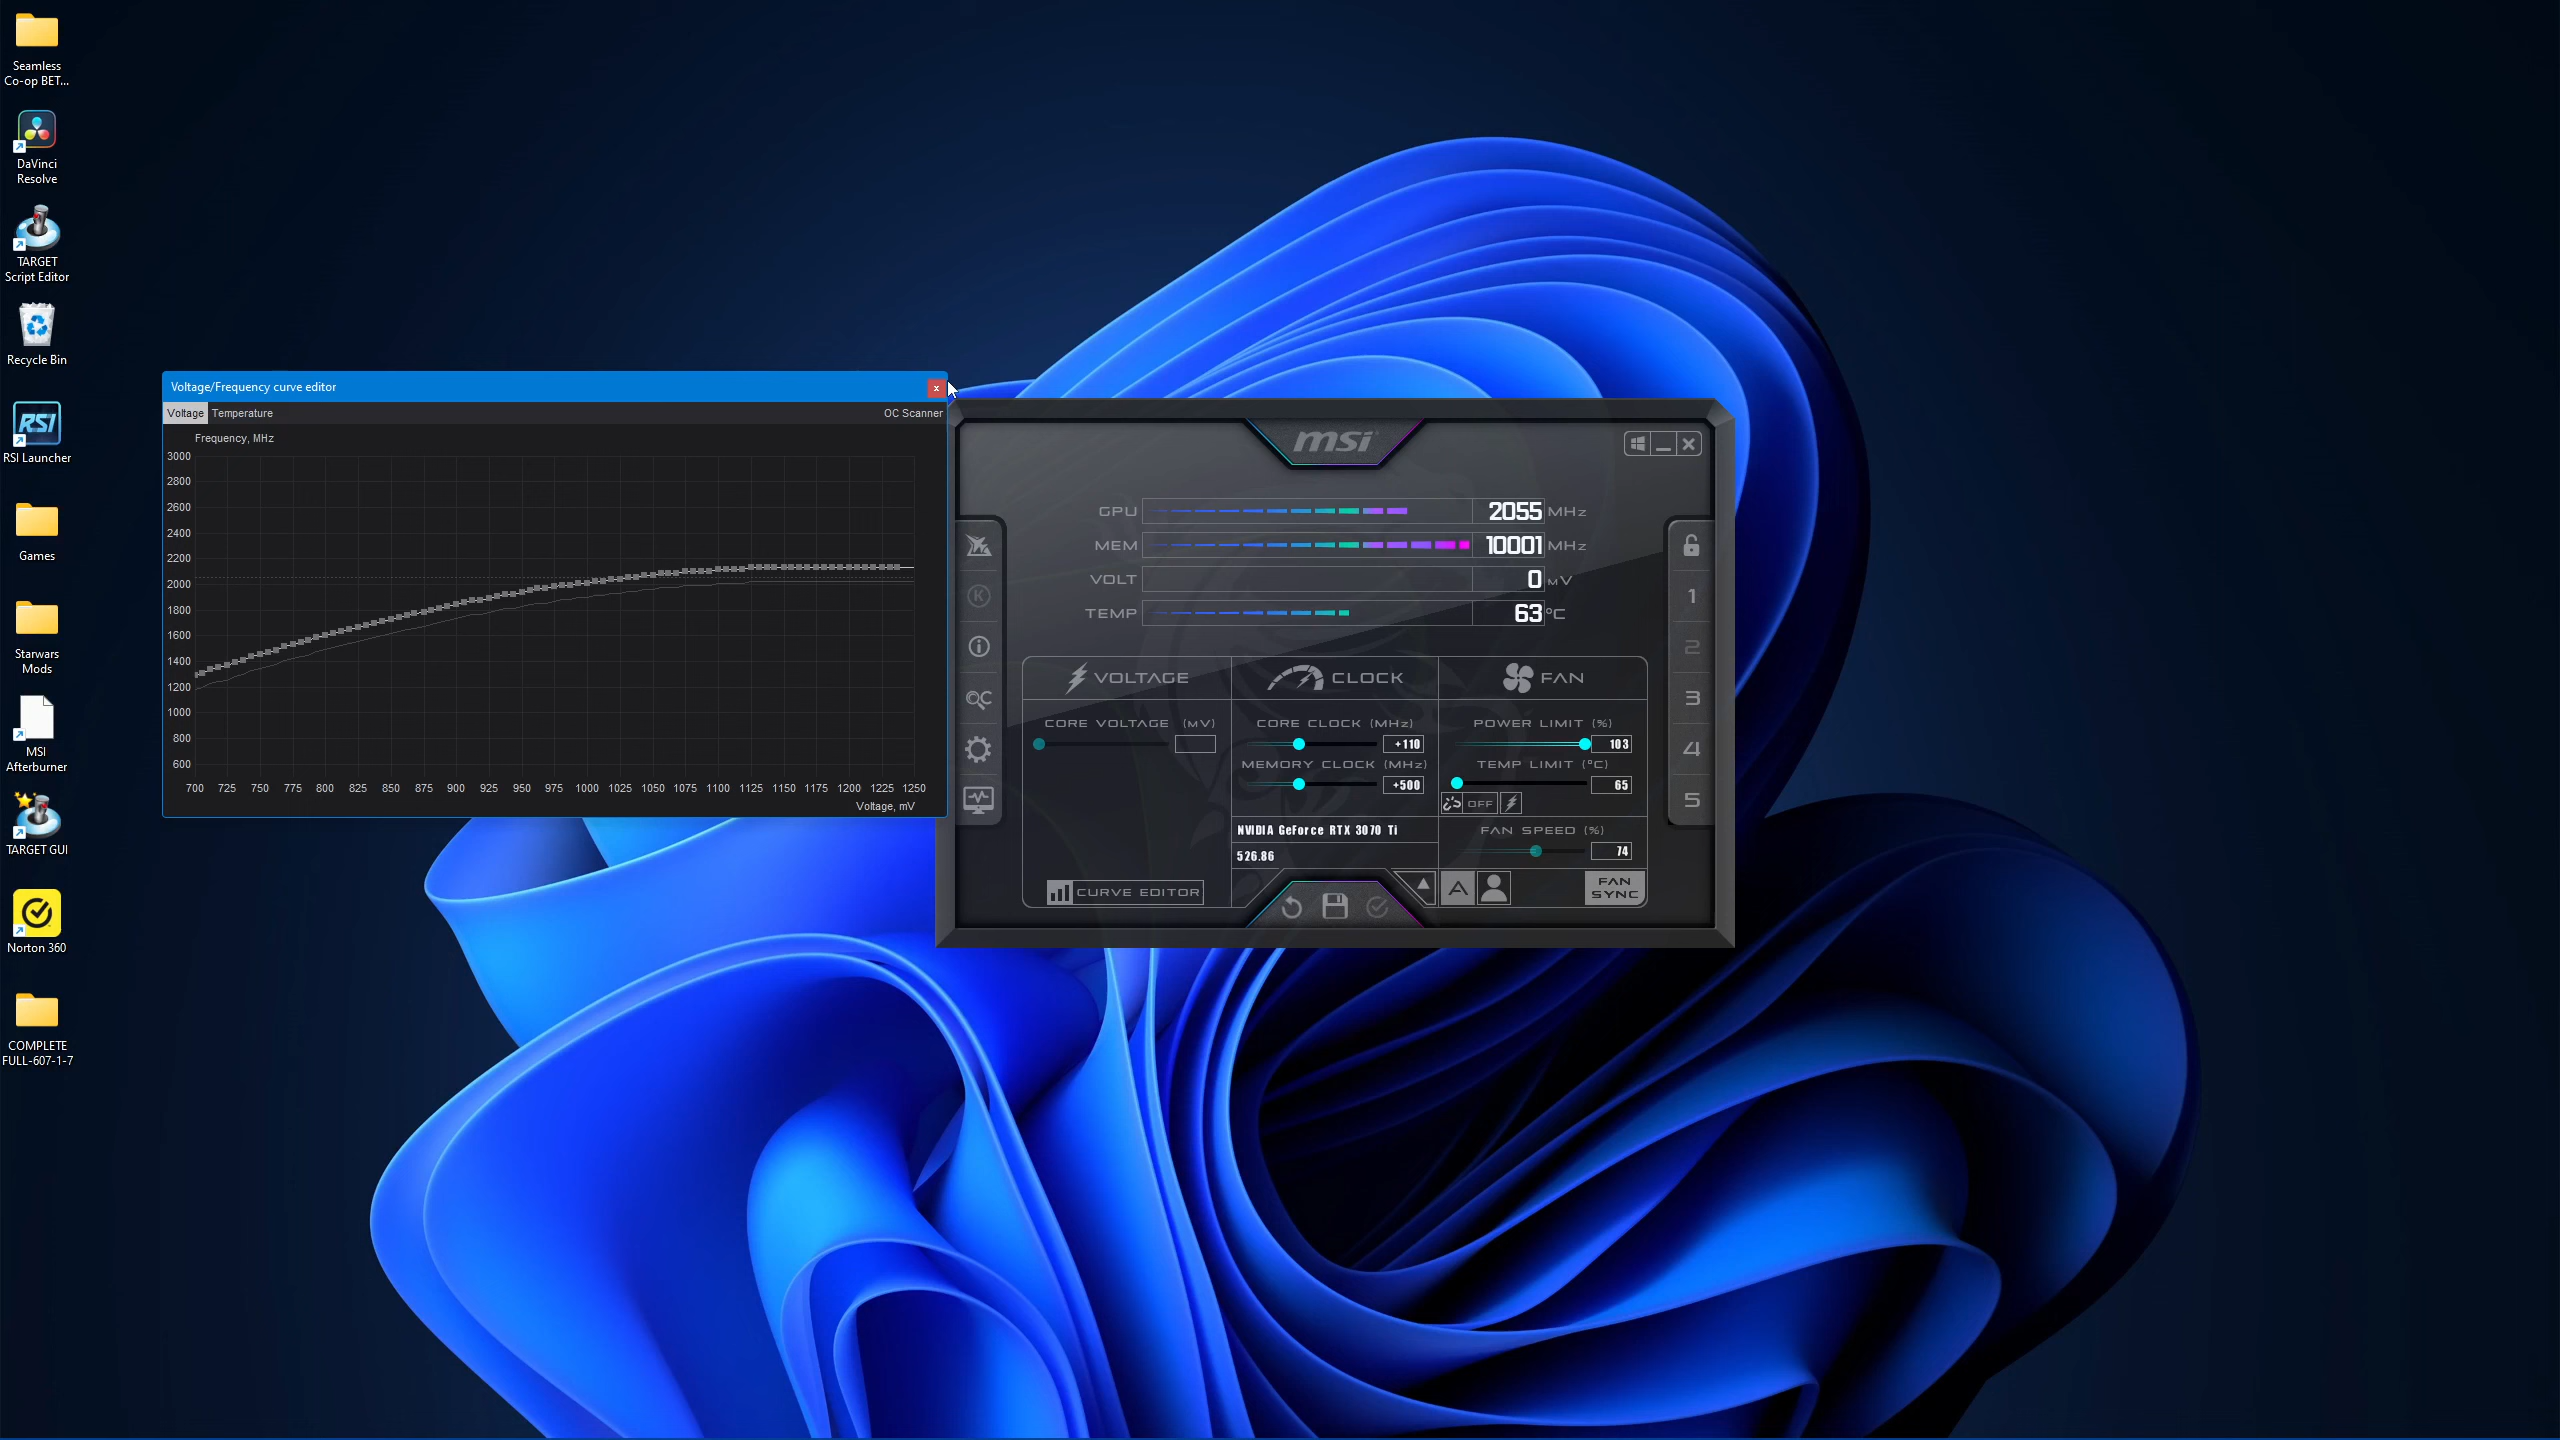 Seamless
Co-op BET...
DaVinci
Resolve
TARGET
Script Editor
Recycle Bin
RSI
RSI Launcher
Games
Starwars
Mods
MSI
Afterburner
TARGET GUI
Norton 360
COMPLETE
FULL-607-1-7
Voltage/Frequency curve editor
x
Voltage Temperature OC Scanner
Frequency, MHz
3000
2800
2600
2400
2200
2000
1800
1600
1400
1200
1000
800
600
700 725 750 775 800 825 850 875 900 925 950 975 1000 1025 1050 1075 1100 1125 1150 1175 1200 1225 1250
Voltage, mV
msi
GPU 2055 MHz
MEM 10001 MHz
VOLT 0 MV
TEMP 63 °C
K
i
OC
1
2
3
4
5
VOLTAGE
CORE VOLTAGE (MV)
CURVE EDITOR
CLOCK
CORE CLOCK (MHz)
+110
MEMORY CLOCK (MHz)
+500
NVIDIA GeForce RTX 3070 Ti
526.86
FAN
POWER LIMIT (%)
103
TEMP LIMIT (°C)
65
OFF
FAN SPEED (%)
74
A
FAN
SYNC